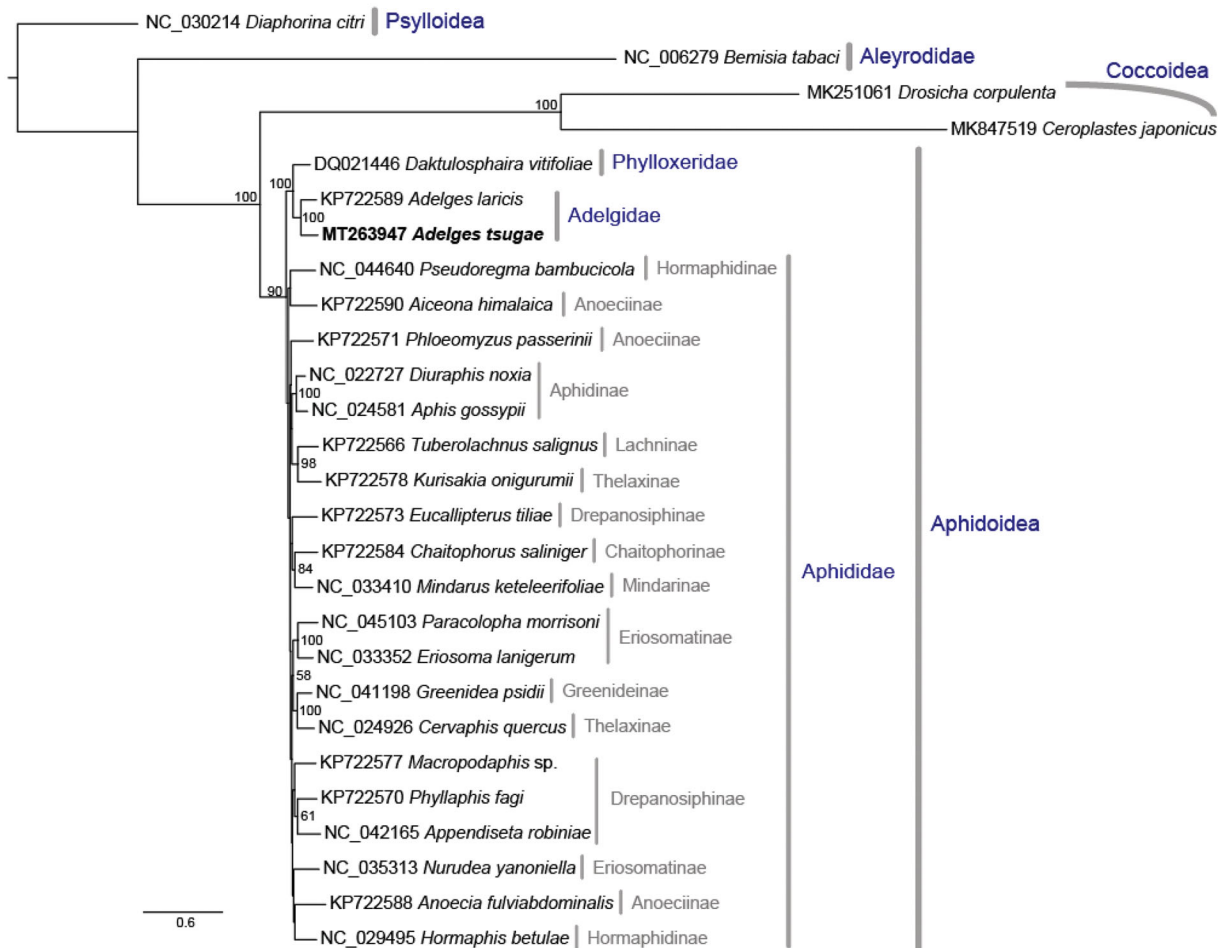 NC_030214 Diaphorina citri Psylloidea
NC_006279 Bemisia tabaci Aleyrodidae
Coccoidea
MK251061 Drosicha corpulenta
100
MK847519 Ceroplastes japonicus
DQ021446 Daktulosphaira vitifoliae Phylloxeridae
100
KP722589 Adelges laricis
100
Adelgidae
100
MT263947 Adelges tsugae
NC_044640 Pseudoregma bambucicola Hormaphidinae
90
KP722590 Aiceona himalaica Anoeciinae
KP722571 Phloeomyzus passerinii Anoeciinae
NC_022727 Diuraphis noxia
100
Aphidinae
NC_024581 Aphis gossypii
KP722566 Tuberolachnus salignus Lachninae
98
KP722578 Kurisakia onigurumii Thelaxinae
KP722573 Eucallipterus tiliae Drepanosiphinae
Aphidoidea
KP722584 Chaitophorus saliniger Chaitophorinae
84
Aphididae
NC_033410 Mindarus keteleerifoliae Mindarinae
NC_045103 Paracolopha morrisoni
100
Eriosomatinae
NC_033352 Eriosoma lanigerum
58
NC_041198 Greenidea psidii Greenideinae
100
NC_024926 Cervaphis quercus Thelaxinae
KP722577 Macropodaphis sp.
KP722570 Phyllaphis fagi
Drepanosiphinae
61
NC_042165 Appendiseta robiniae
NC_035313 Nurudea yanoniella Eriosomatinae
KP722588 Anoecia fulviabdominalis Anoeciinae
0.6
NC_029495 Hormaphis betulae Hormaphidinae